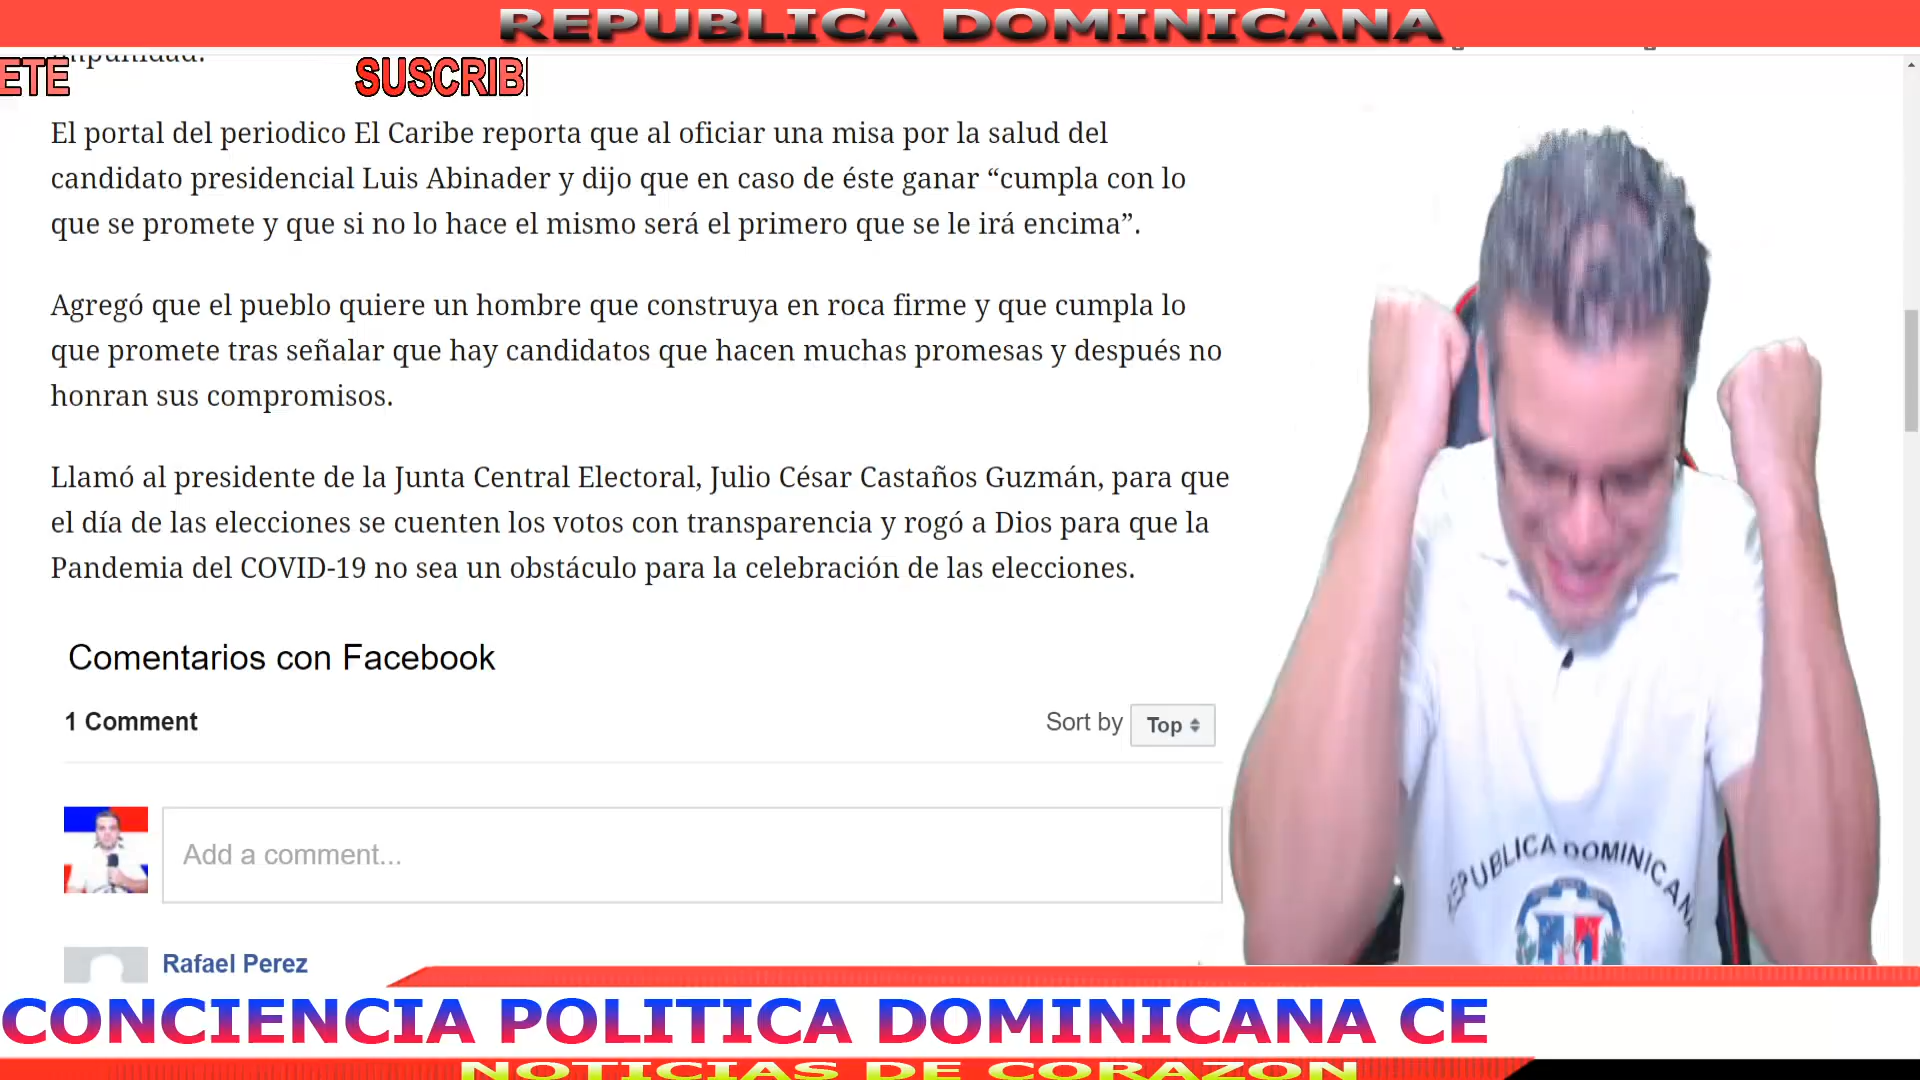 REPUBLICA DOMINICANA
impunidad.
ETE SUSCRIB
El portal del periodico El Caribe reporta que al oficiar una misa por la salud del
candidato presidencial Luis Abinader y dijo que en caso de éste ganar “cumpla con lo
que se promete y que si no lo hace el mismo será el primero que se le irá encima”.
Agregó que el pueblo quiere un hombre que construya en roca firme y que cumpla lo
que promete tras señalar que hay candidatos que hacen muchas promesas y después no
honran sus compromisos.
Llamó al presidente de la Junta Central Electoral, Julio César Castaños Guzmán, para que
el día de las elecciones se cuenten los votos con transparencia y rogó a Dios para que la
Pandemia del COVID-19 no sea un obstáculo para la celebración de las elecciones.
Comentarios con Facebook
1 Comment
Sort by Top
Add a comment...
Rafael Perez
REPUBLICA DOMINICANA
CONCIENCIA POLITICA DOMINICANA CE
NOTICIAS DE CORAZON